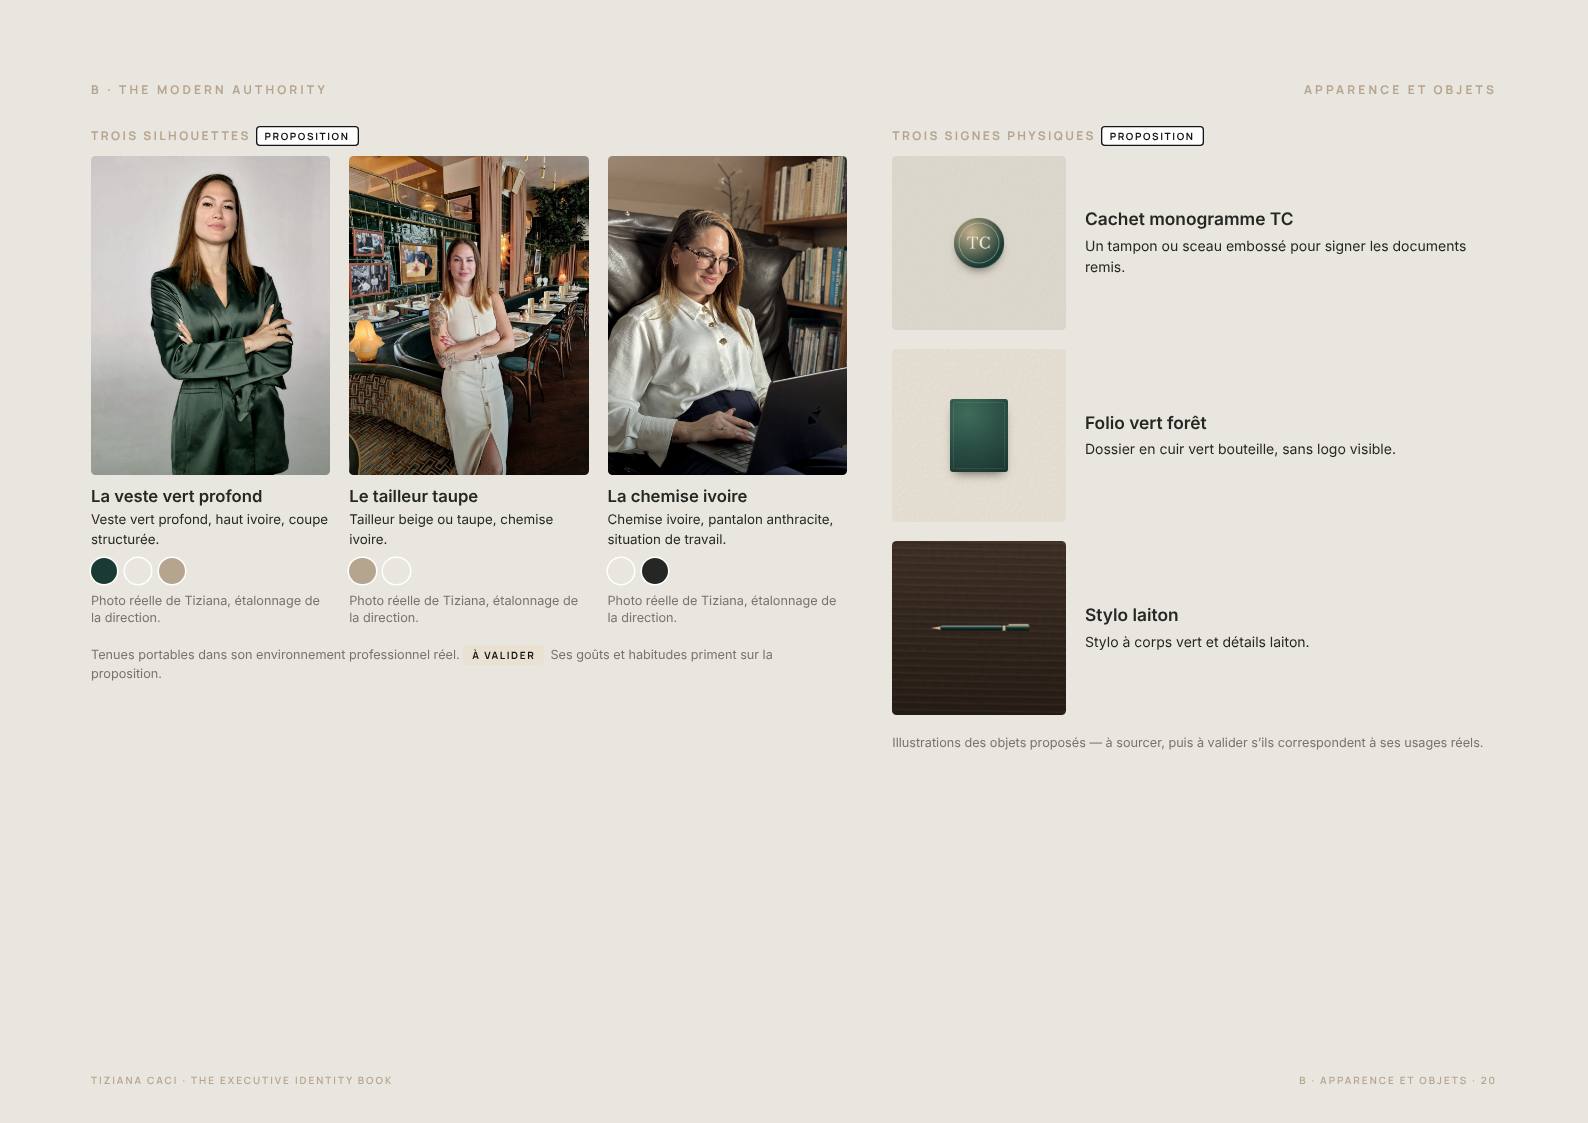 B · THE MODERN AUTHORITY
APPARENCE ET OBJETS
TROIS SILHOUETTES PROPOSITION
La veste vert profond
Veste vert profond, haut ivoire, coupe
structurée.
Photo réelle de Tiziana, étalonnage de
la direction.
Le tailleur taupe
Tailleur beige ou taupe, chemise
ivoire.
Photo réelle de Tiziana, étalonnage de
la direction.
La chemise ivoire
Chemise ivoire, pantalon anthracite,
situation de travail.
Photo réelle de Tiziana, étalonnage de
la direction.
Tenues portables dans son environnement professionnel réel. À VALIDER Ses goûts et habitudes priment sur la
proposition.
TROIS SIGNES PHYSIQUES PROPOSITION
TC
Cachet monogramme TC
Un tampon ou sceau embossé pour signer les documents
remis.
Folio vert forêt
Dossier en cuir vert bouteille, sans logo visible.
Stylo laiton
Stylo à corps vert et détails laiton.
Illustrations des objets proposés — à sourcer, puis à valider s’ils correspondent à ses usages réels.
TIZIANA CACI · THE EXECUTIVE IDENTITY BOOK
B · APPARENCE ET OBJETS · 20